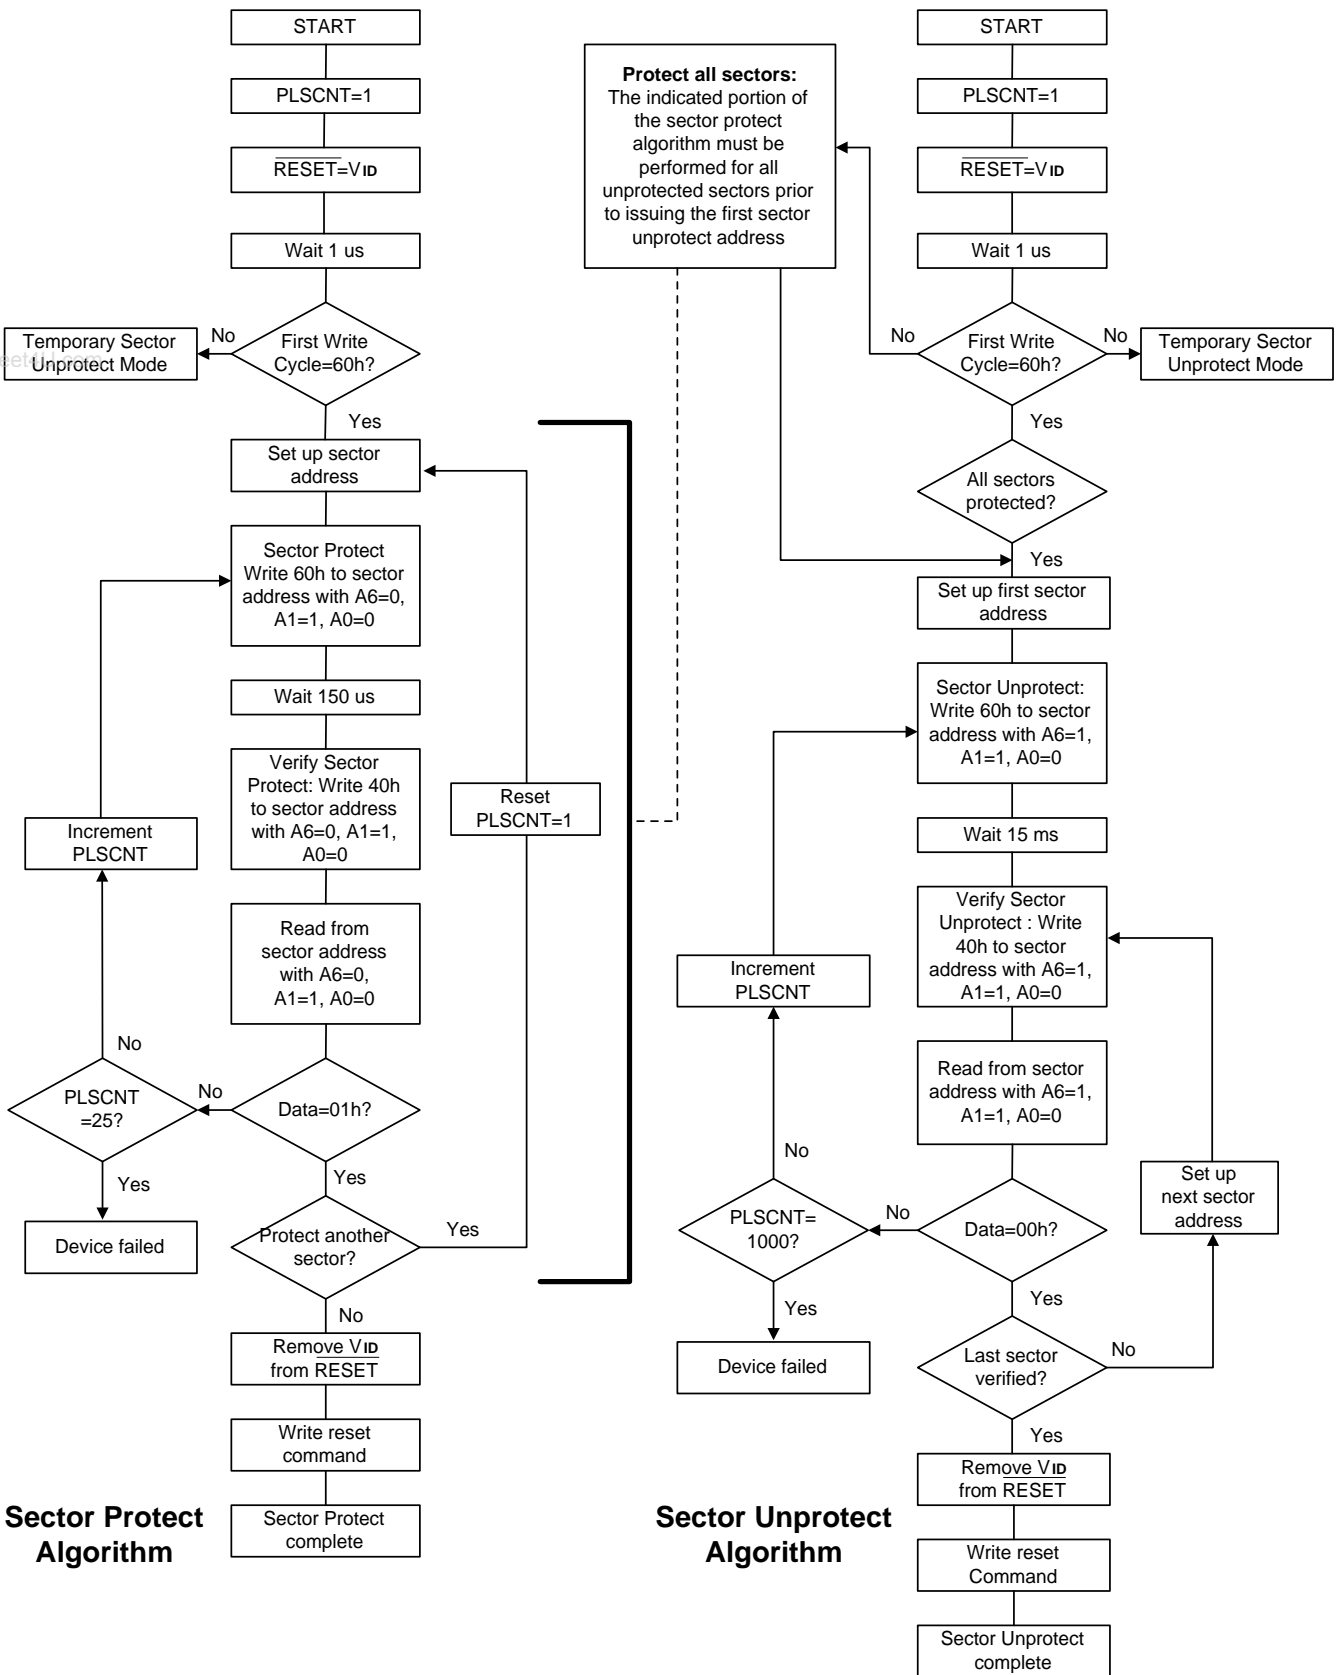 START
PLSCNT=1
RESET=VID
Wait 1 us
First Write
Cycle=60h?
No
Temporary Sector
Unprotect Mode
eet4U.com
Yes
Set up sector
address
Sector Protect
Write 60h to sector
address with A6=0,
A1=1, A0=0
Wait 150 us
Verify Sector
Protect: Write 40h
to sector address
with A6=0, A1=1,
A0=0
Reset
PLSCNT=1
Increment
PLSCNT
Read from
sector address
with A6=0,
A1=1, A0=0
No
PLSCNT
=25?
No
Data=01h?
Yes
Yes
Device failed
Protect another
sector?
Yes
No
Remove VID
from RESET
Write reset
command
Sector Protect
complete
Sector Protect
Algorithm
Protect all sectors:
The indicated portion of
the sector protect
algorithm must be
performed for all
unprotected sectors prior
to issuing the first sector
unprotect address
START
PLSCNT=1
RESET=VID
Wait 1 us
No
First Write
Cycle=60h?
No
Temporary Sector
Unprotect Mode
Yes
All sectors
protected?
Yes
Set up first sector
address
Sector Unprotect:
Write 60h to sector
address with A6=1,
A1=1, A0=0
Wait 15 ms
Verify Sector
Unprotect : Write
40h to sector
address with A6=1,
A1=1, A0=0
Increment
PLSCNT
Read from sector
address with A6=1,
A1=1, A0=0
No
Set up
next sector
address
PLSCNT=
1000?
No
Data=00h?
Yes
Yes
Device failed
Last sector
verified?
No
Yes
Remove VID
from RESET
Write reset
Command
Sector Unprotect
complete
Sector Unprotect
Algorithm